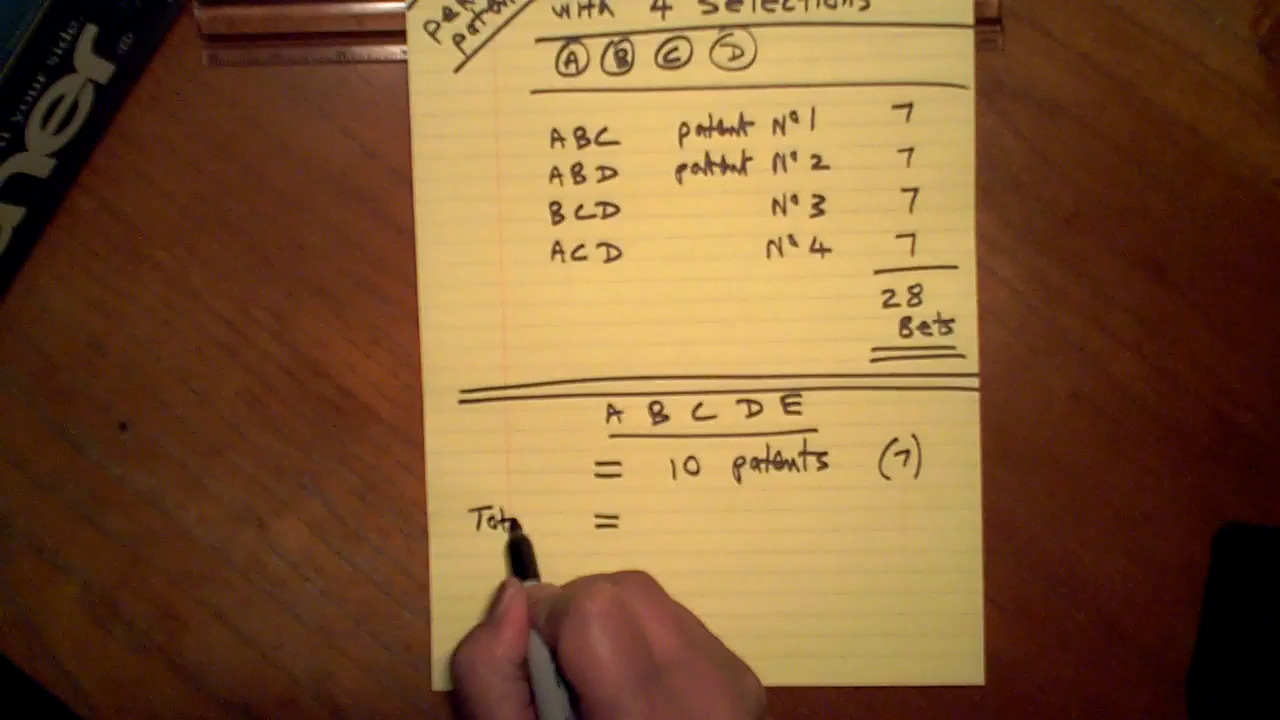 with 4 selections
A B C D
ABC patent Nº 1 7
ABD patent Nº 2 7
BCD Nº 3 7
ACD Nº 4 7
28
Bets
A B C D E
= 10 patents (7)
Tot =